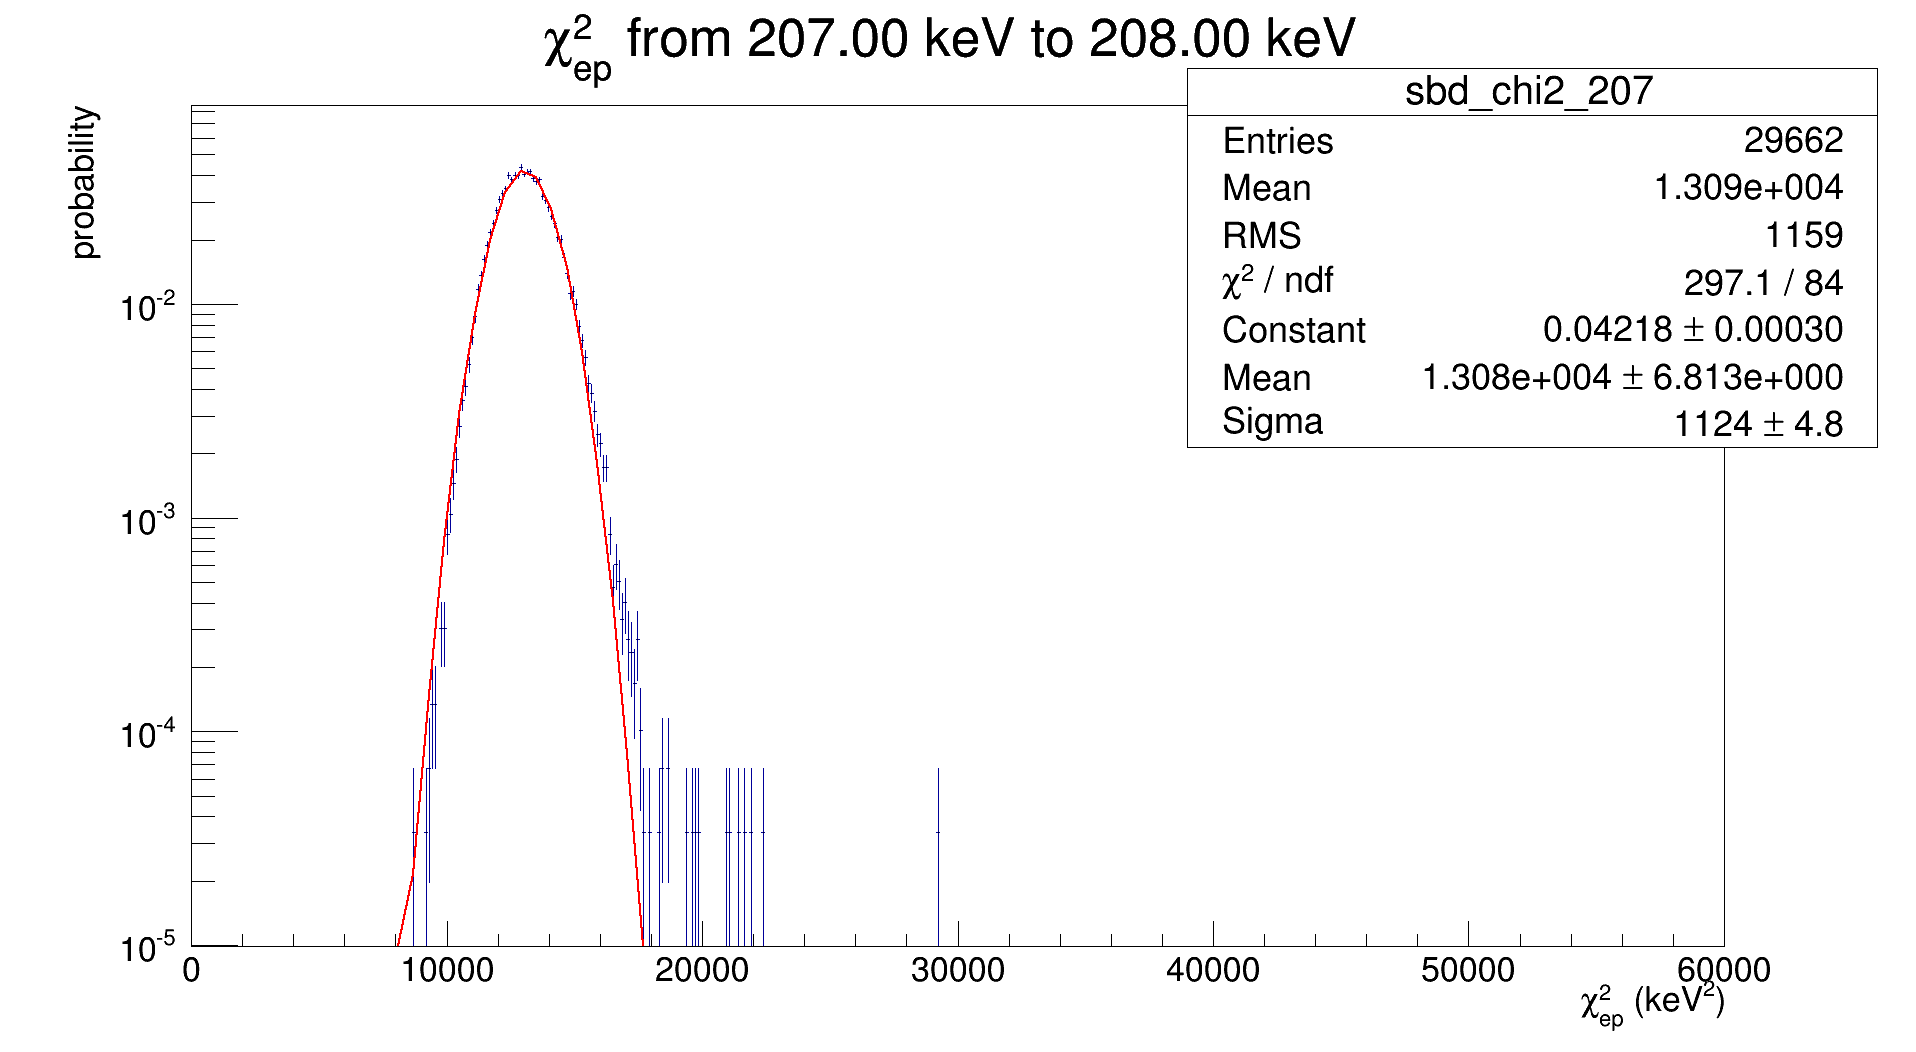 χ²ep from 207.00 keV to 208.00 keV
sbd_chi2_207
Entries 29662
Mean 1.309e+004
RMS 1159
χ² / ndf 297.1 / 84
Constant 0.04218 ± 0.00030
Mean 1.308e+004 ± 6.813e+000
Sigma 1124 ± 4.8
probability
10⁻²
10⁻³
10⁻⁴
10⁻⁵
0 10000 20000 30000 40000 50000 60000
χ²ep (keV²)